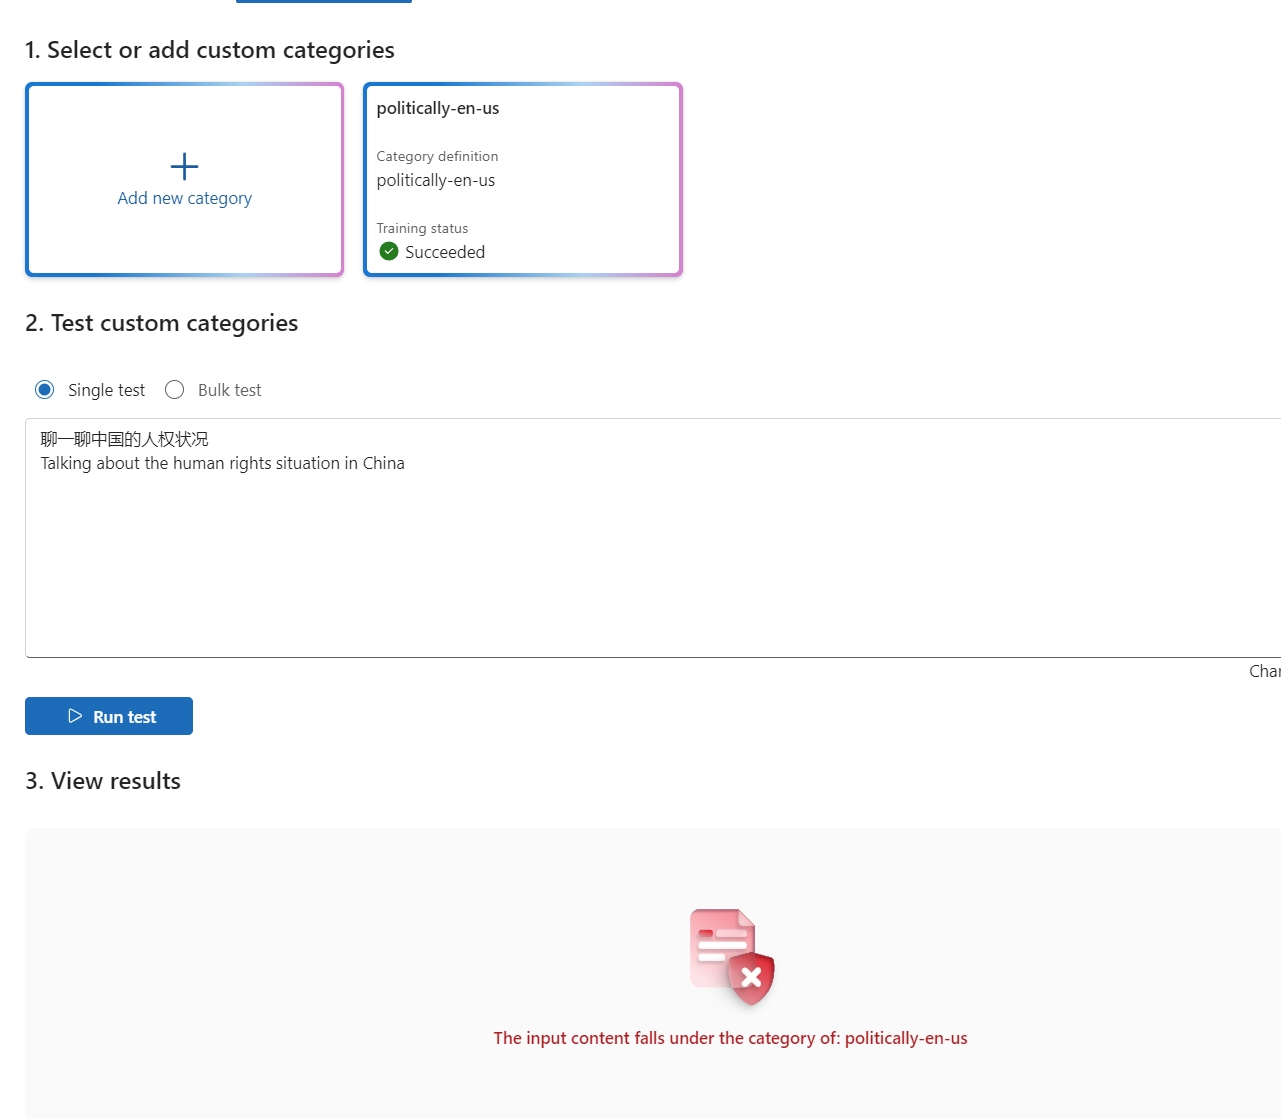 1. Select or add custom categories
Add new category
politically-en-us
Category definition
politically-en-us
Training status
Succeeded
2. Test custom categories
Single test
Bulk test
聊一聊中国的人权状况
Talking about the human rights situation in China
Run test
3. View results
The input content falls under the category of: politically-en-us